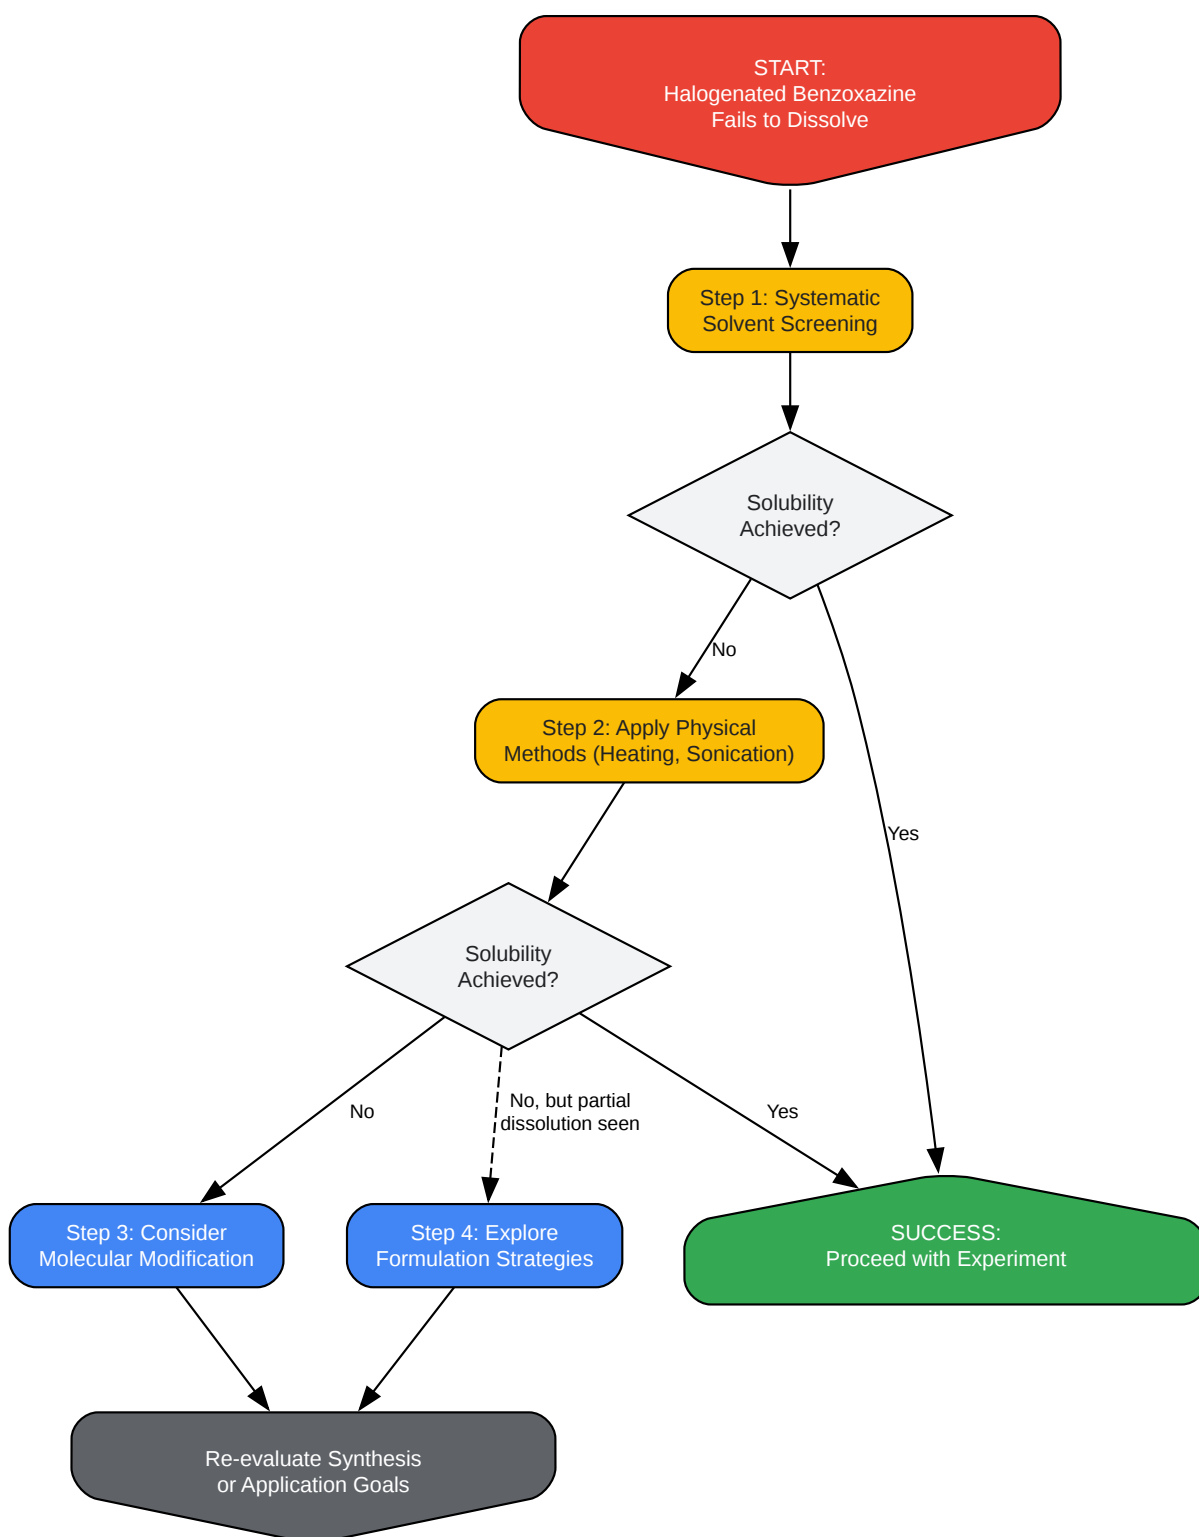 START:
Halogenated Benzoxazine
Fails to Dissolve
Step 1: Systematic
Solvent Screening
Solubility
Achieved?
No
Step 2: Apply Physical
Methods (Heating, Sonication)
Yes
Solubility
Achieved?
No
No, but partial
dissolution seen
Yes
Step 3: Consider
Molecular Modification
Step 4: Explore
Formulation Strategies
SUCCESS:
Proceed with Experiment
Re-evaluate Synthesis
or Application Goals